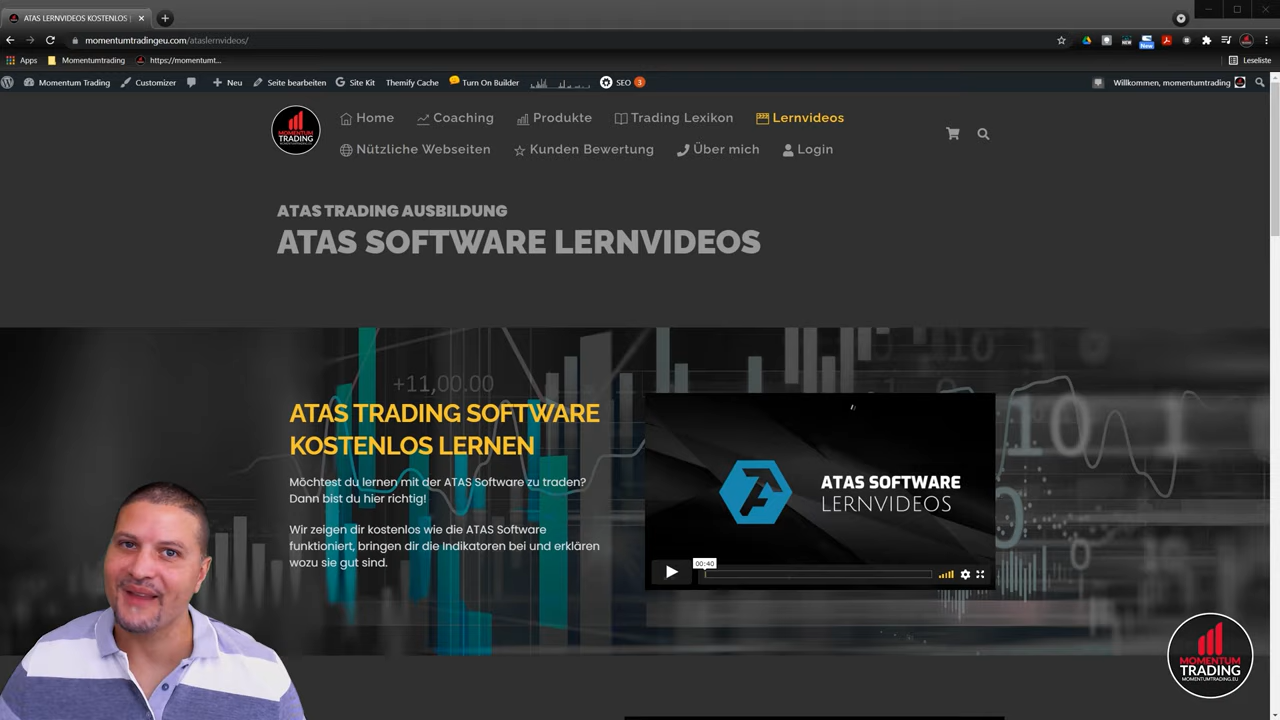 ATAS LERNVIDEOS KOSTENLOS |
momentumtradingeu.com/ataslernvideos/
Apps Momentumtrading https://momentumt... Leseliste
Momentum Trading Customizer Neu Seite bearbeiten Site Kit Themify Cache Turn On Builder SEO 3 Willkommen, momentumtrading
Home Coaching Produkte Trading Lexikon Lernvideos
MOMENTUM
TRADING
Nützliche Webseiten Kunden Bewertung Über mich Login
ATAS TRADING AUSBILDUNG
ATAS SOFTWARE LERNVIDEOS
+11,00.00
ATAS TRADING SOFTWARE
KOSTENLOS LERNEN
Möchtest du lernen mit der ATAS Software zu traden?
Dann bist du hier richtig!
Wir zeigen dir kostenlos wie die ATAS Software
funktioniert, bringen dir die Indikatoren bei und erklären
wozu sie gut sind.
ATAS SOFTWARE
LERNVIDEOS
00:40
MOMENTUM
TRADING
MOMENTUMTRADING.EU